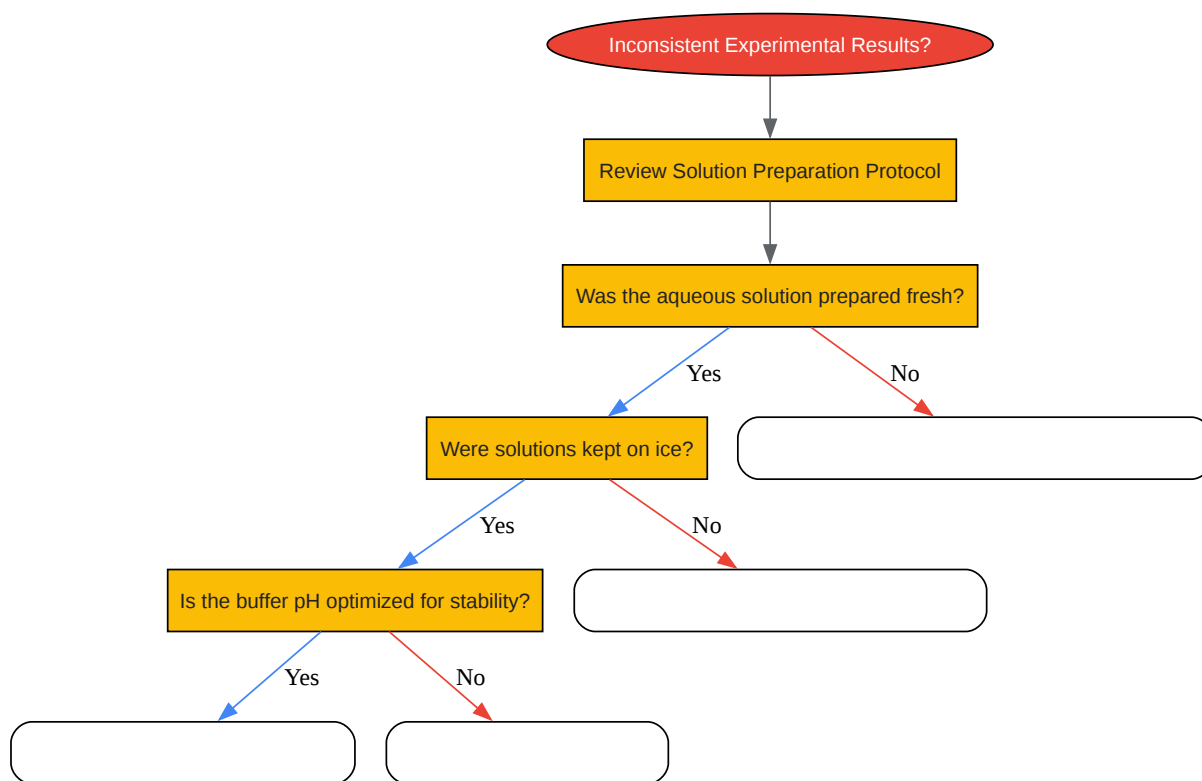 Inconsistent Experimental Results?
Review Solution Preparation Protocol
Was the aqueous solution prepared fresh?
Yes
No
Were solutions kept on ice?
Yes
No
Is the buffer pH optimized for stability?
Yes
No